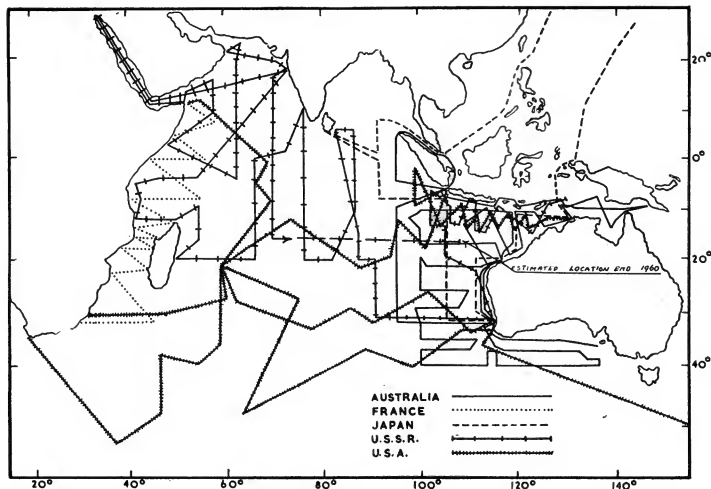 20°
0°
20°
40°
ESTIMATED LOCATION END 1960
AUSTRALIA
FRANCE
JAPAN
U.S.S.R.
U.S.A.
20° 40° 60° 80° 100° 120° 140°